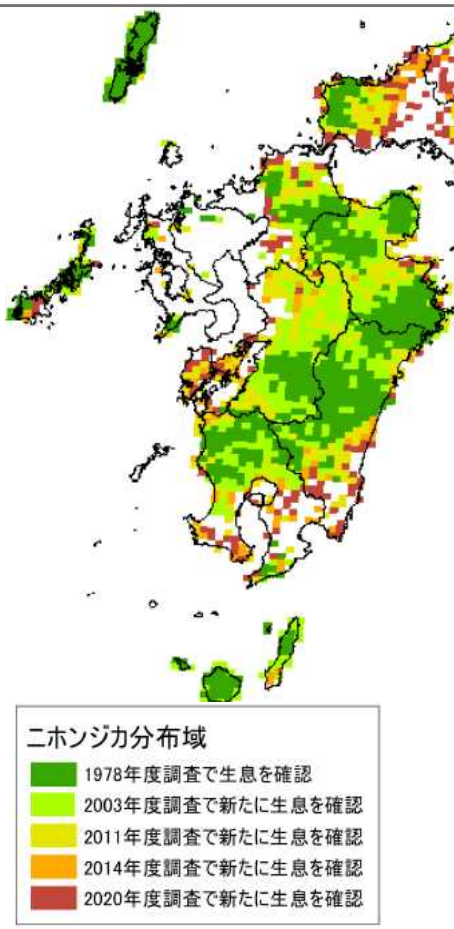 ニホンジカ分布域
1978年度調査で生息を確認
2003年度調査で新たに生息を確認
2011年度調査で新たに生息を確認
2014年度調査で新たに生息を確認
2020年度調査で新たに生息を確認